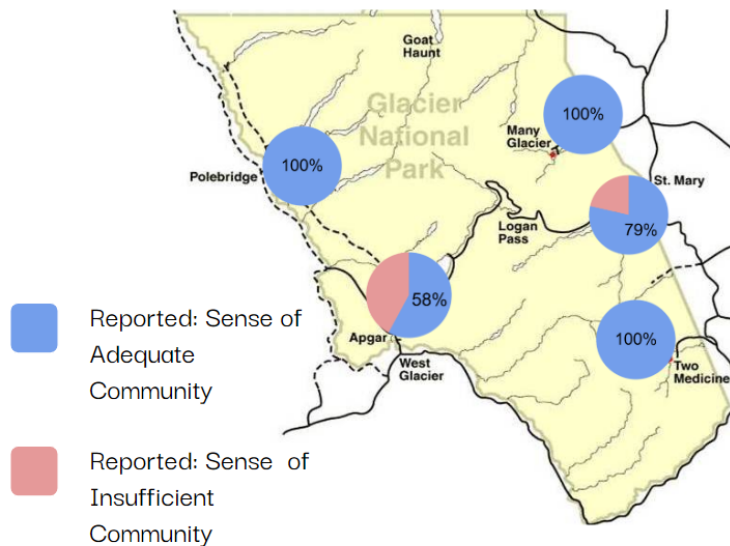 Goat
Haunt
Glacier
National
Park
100%
Many
Glacier
100%
Polebridge
St. Mary
Logan
Pass
79%
58%
Apgar
West
Glacier
100%
Two
Medicine
Reported: Sense of
Adequate
Community
Reported: Sense of
Insufficient
Community